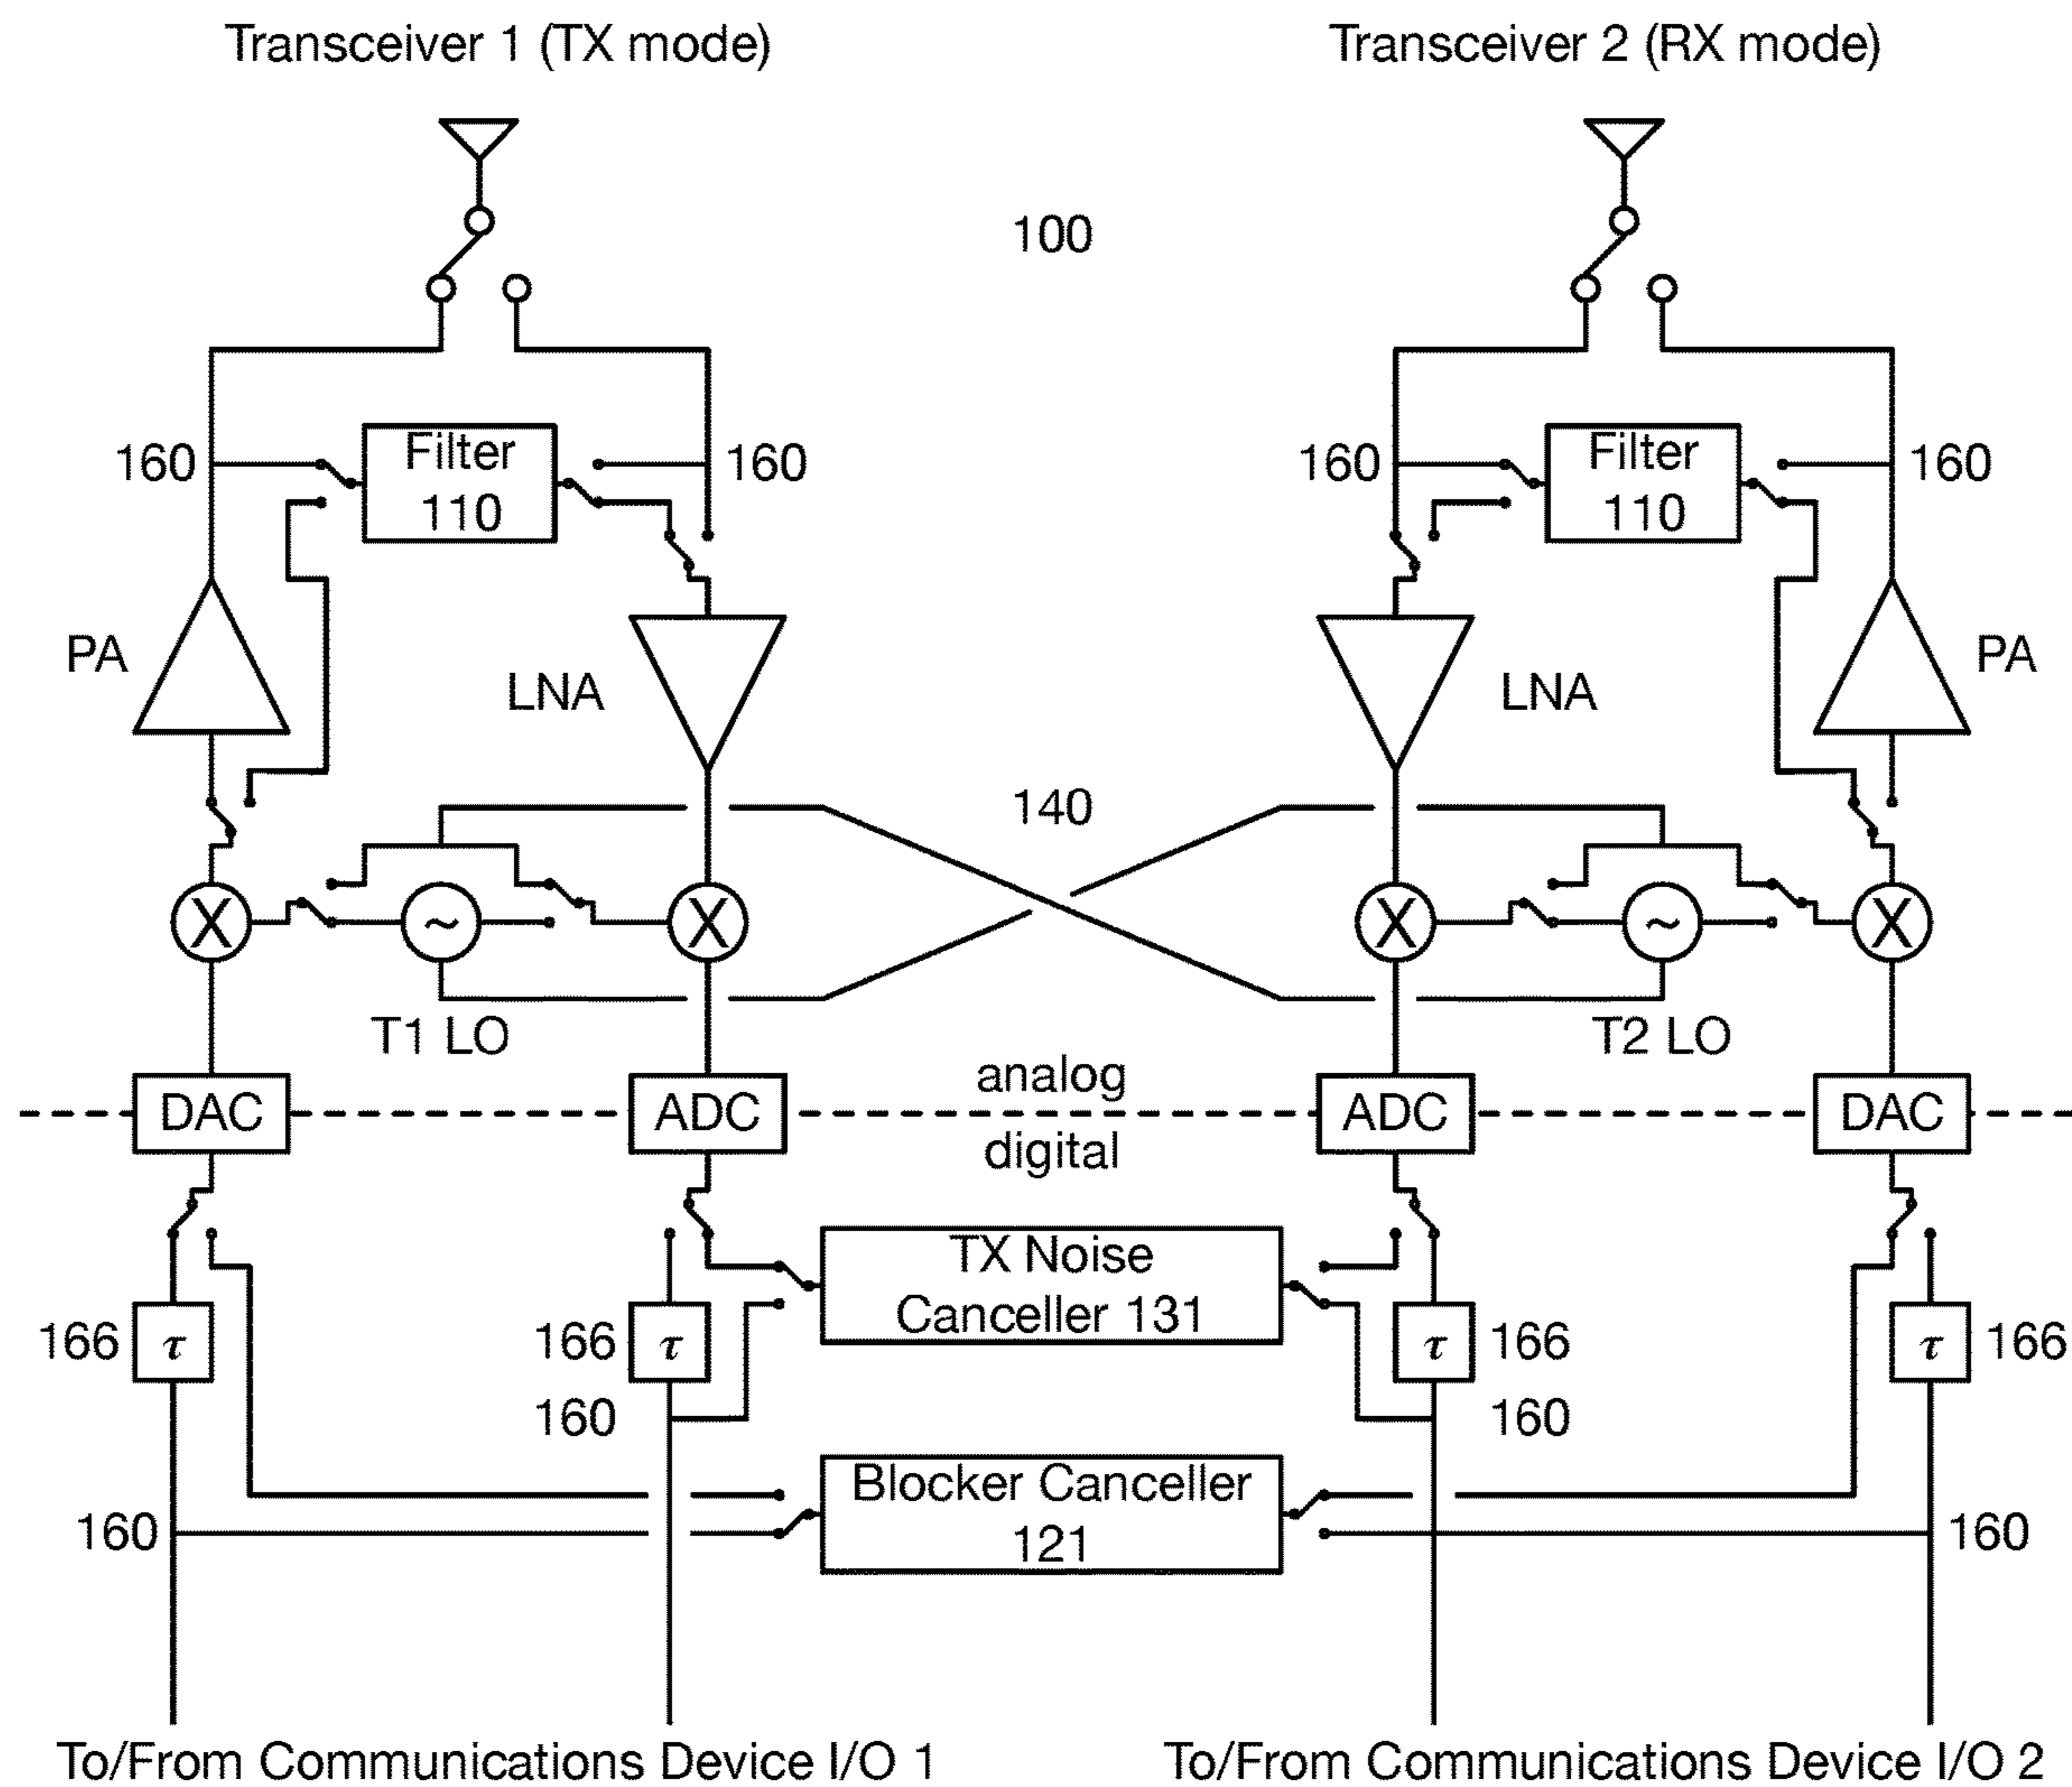 Transceiver 1 (TX mode)
Transceiver 2 (RX mode)
100
160
Filter
110
160
160
Filter
110
160
PA
LNA
LNA
PA
140
X
~
X
X
~
X
T1 LO
T2 LO
analog
DAC
ADC
ADC
DAC
digital
TX Noise
Canceller 131
166
τ
166
τ
τ
166
τ
166
160
160
Blocker Canceller
121
160
160
To/From Communications Device I/O 1
To/From Communications Device I/O 2